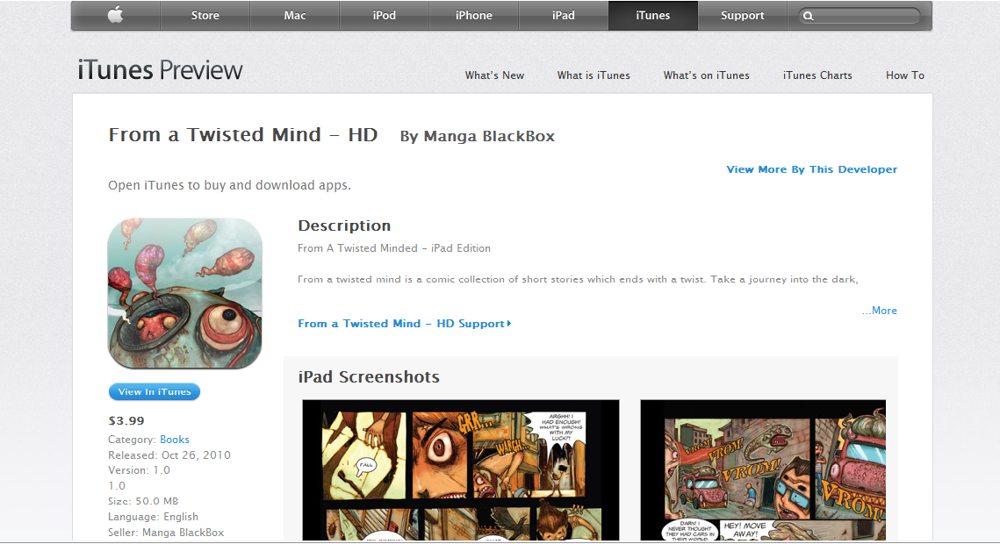 Store Mac iPod iPhone iPad iTunes Support
iTunes Preview
What's New What is iTunes What's on iTunes iTunes Charts How To
From a Twisted Mind - HD By Manga BlackBox
View More By This Developer
Open iTunes to buy and download apps.
Description
From A Twisted Minded - iPad Edition
From a twisted mind is a comic collection of short stories which ends with a twist. Take a journey into the dark,
...More
From a Twisted Mind - HD Support
iPad Screenshots
View In iTunes
$3.99
Category: Books
Released: Oct 26, 2010
Version: 1.0
1.0
Size: 50.0 MB
Language: English
Seller: Manga BlackBox
FALL
GRR...
WARGH...
ARGHH! I
HAD ENOUGH!
WHAT'S WRONG
WITH MY
LUCK?!
!!!
VROM!
VROM!
VROM!
VROM!
DARN! I
NEVER THOUGHT
THEY HAD CARS IN
THEIR WORLD
HEY! MOVE
AWAY!